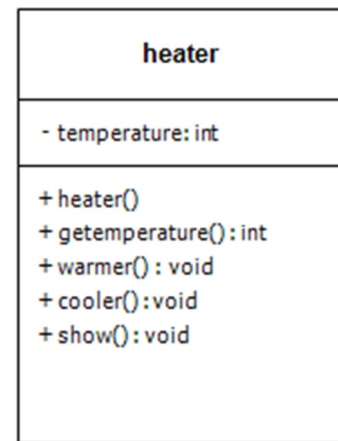 heater
- temperature: int
+ heater()
+ getemperature() : int
+ warmer() : void
+ cooler() : void
+ show() : void